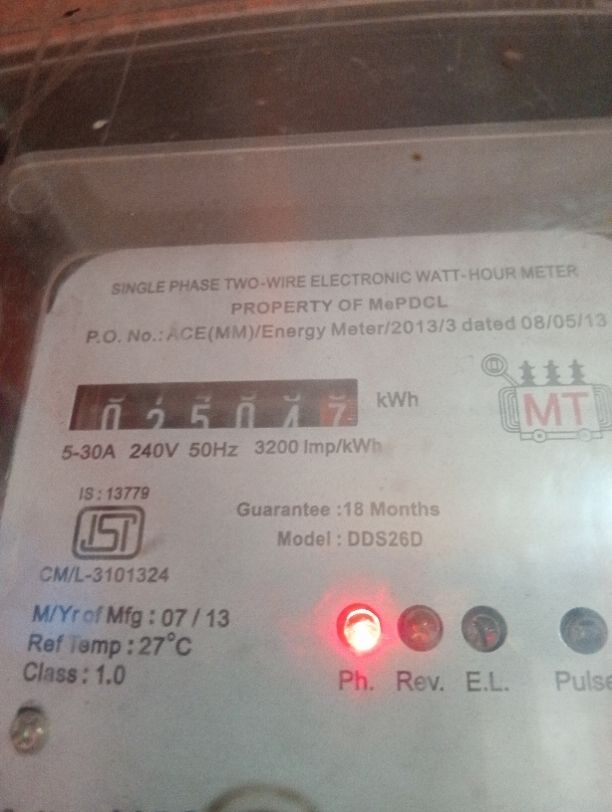 SINGLE PHASE TWO-WIRE ELECTRONIC WATT-HOUR METER
PROPERTY OF MePDCL
P.O. No.: ACE(MM)/Energy Meter/2013/3 dated 08/05/13
025047 kWh
MT
5-30A 240V 50Hz 3200 Imp/kWh
IS : 13779
ISI
CM/L-3101324
Guarantee :18 Months
Model : DDS26D
M/Yr of Mfg : 07 / 13
Ref Temp : 27°C
Class : 1.0
Ph. Rev. E.L. Pulse